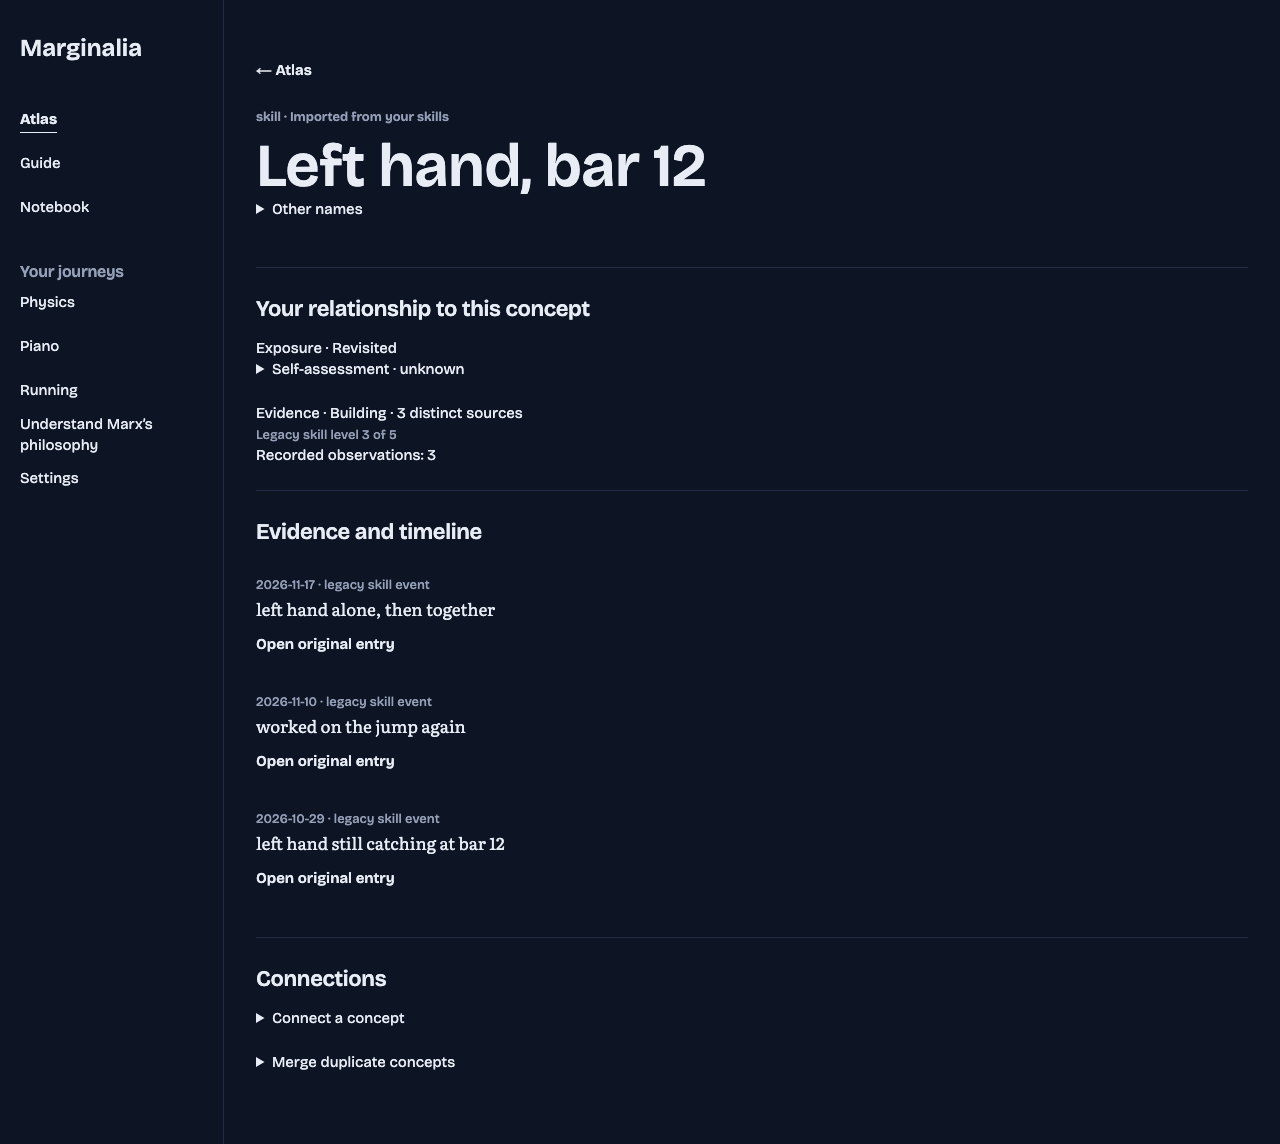 Marginalia
Atlas
Guide
Notebook
Your journeys
Physics
Piano
Running
Understand Marx's
philosophy
Settings
← Atlas
skill · Imported from your skills
Left hand, bar 12
▶ Other names
Your relationship to this concept
Exposure · Revisited
▶ Self-assessment · unknown
Evidence · Building · 3 distinct sources
Legacy skill level 3 of 5
Recorded observations: 3
Evidence and timeline
2026-11-17 · legacy skill event
left hand alone, then together
Open original entry
2026-11-10 · legacy skill event
worked on the jump again
Open original entry
2026-10-29 · legacy skill event
left hand still catching at bar 12
Open original entry
Connections
▶ Connect a concept
▶ Merge duplicate concepts